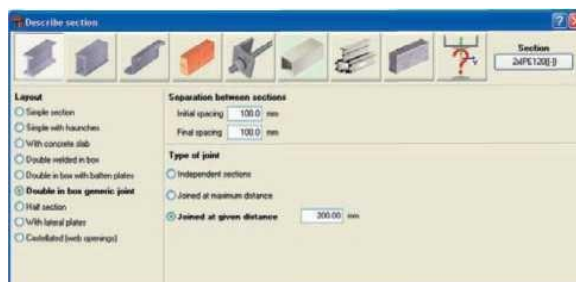 Describe section
Section
2xIPE120([-])
Layout
Simple section
Simple with haunches
With concrete slab
Double welded in box
Double in box with batten plates
Double in box generic joint
Half section
With lateral plates
Castellated (web openings)
Separation between sections
Initial spacing 100.0 mm
Final spacing 100.0 mm
Type of joint
Independent sections
Joined at maximum distance
Joined at given distance 200.00 mm